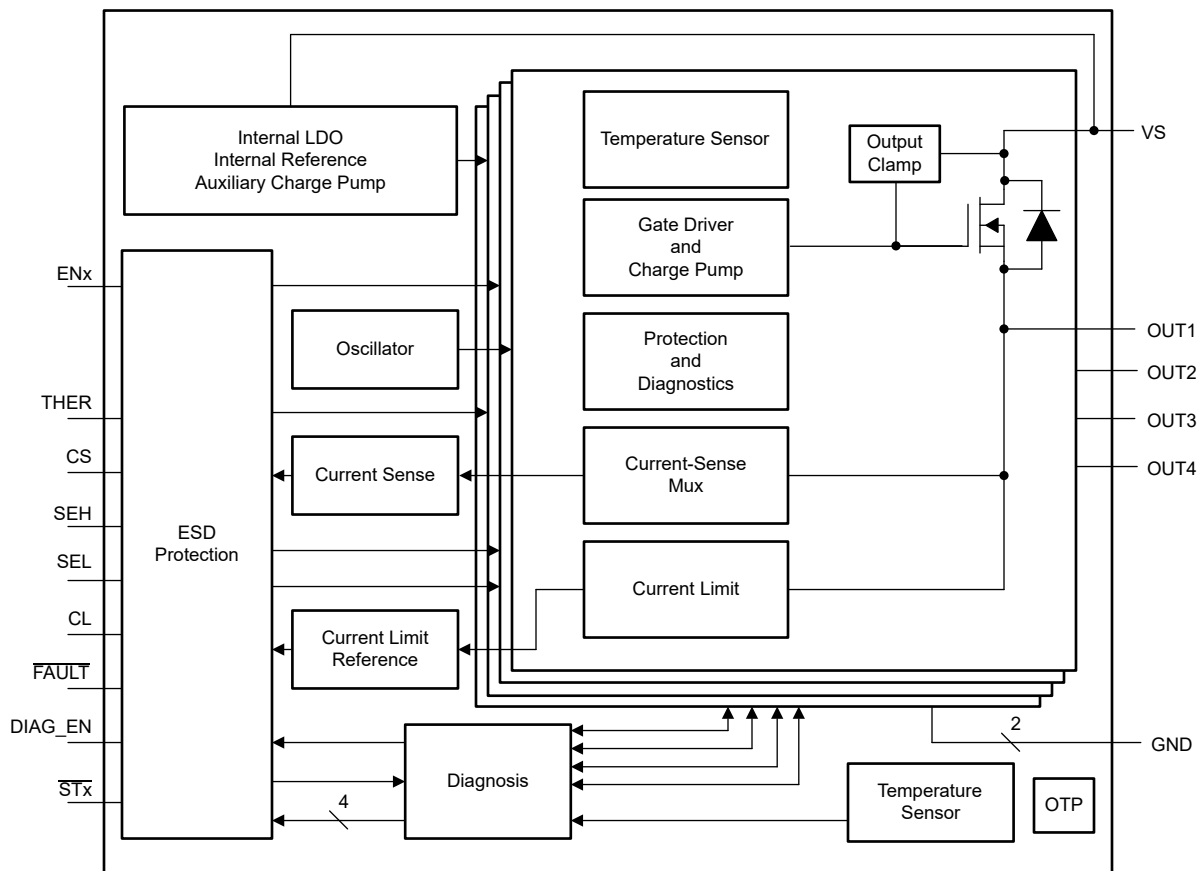 Internal LDO
Internal Reference
Auxiliary Charge Pump
Temperature Sensor
Output
Clamp
VS
Gate Driver
and
Charge Pump
ENx
Oscillator
Protection
and
Diagnostics
OUT1
OUT2
OUT3
OUT4
THER
CS
SEH
SEL
CL
FAULT
DIAG_EN
STx
ESD
Protection
Current Sense
Current-Sense
Mux
Current Limit
Current Limit
Reference
2
GND
Diagnosis
4
Temperature
Sensor
OTP